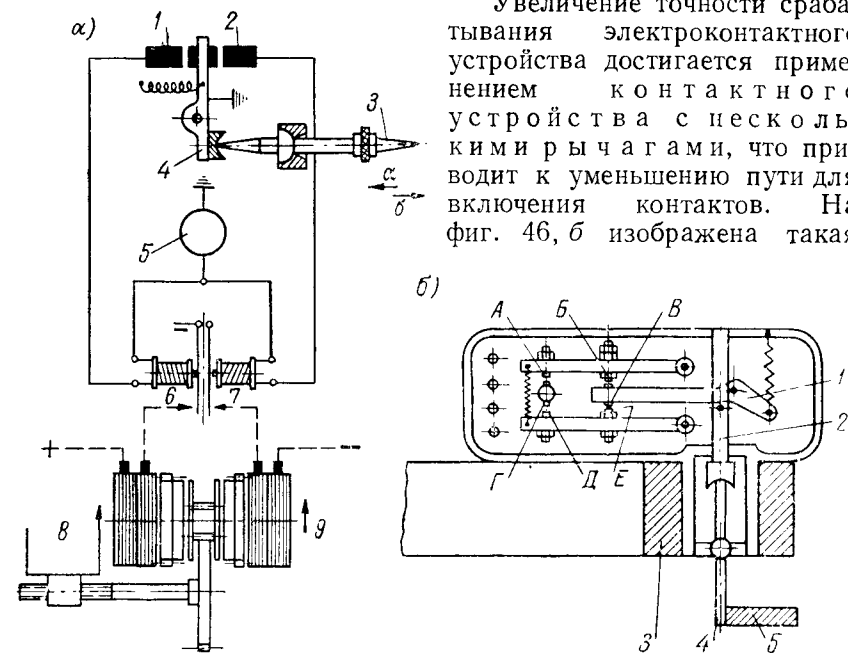 Увеличение точности сраба-
тывания электроконтактного
устройства достигается приме-
нением контактного
устройства с несколь-
кими рычагами, что при-
водит к уменьшению пути для
включения контактов. На
фиг. 46, б изображена такая
а)
1
2
3
4
а
б
5
6
7
+
−
8
9
б)
А
Б
В
1
2
Г
Д
Е
3
4
5